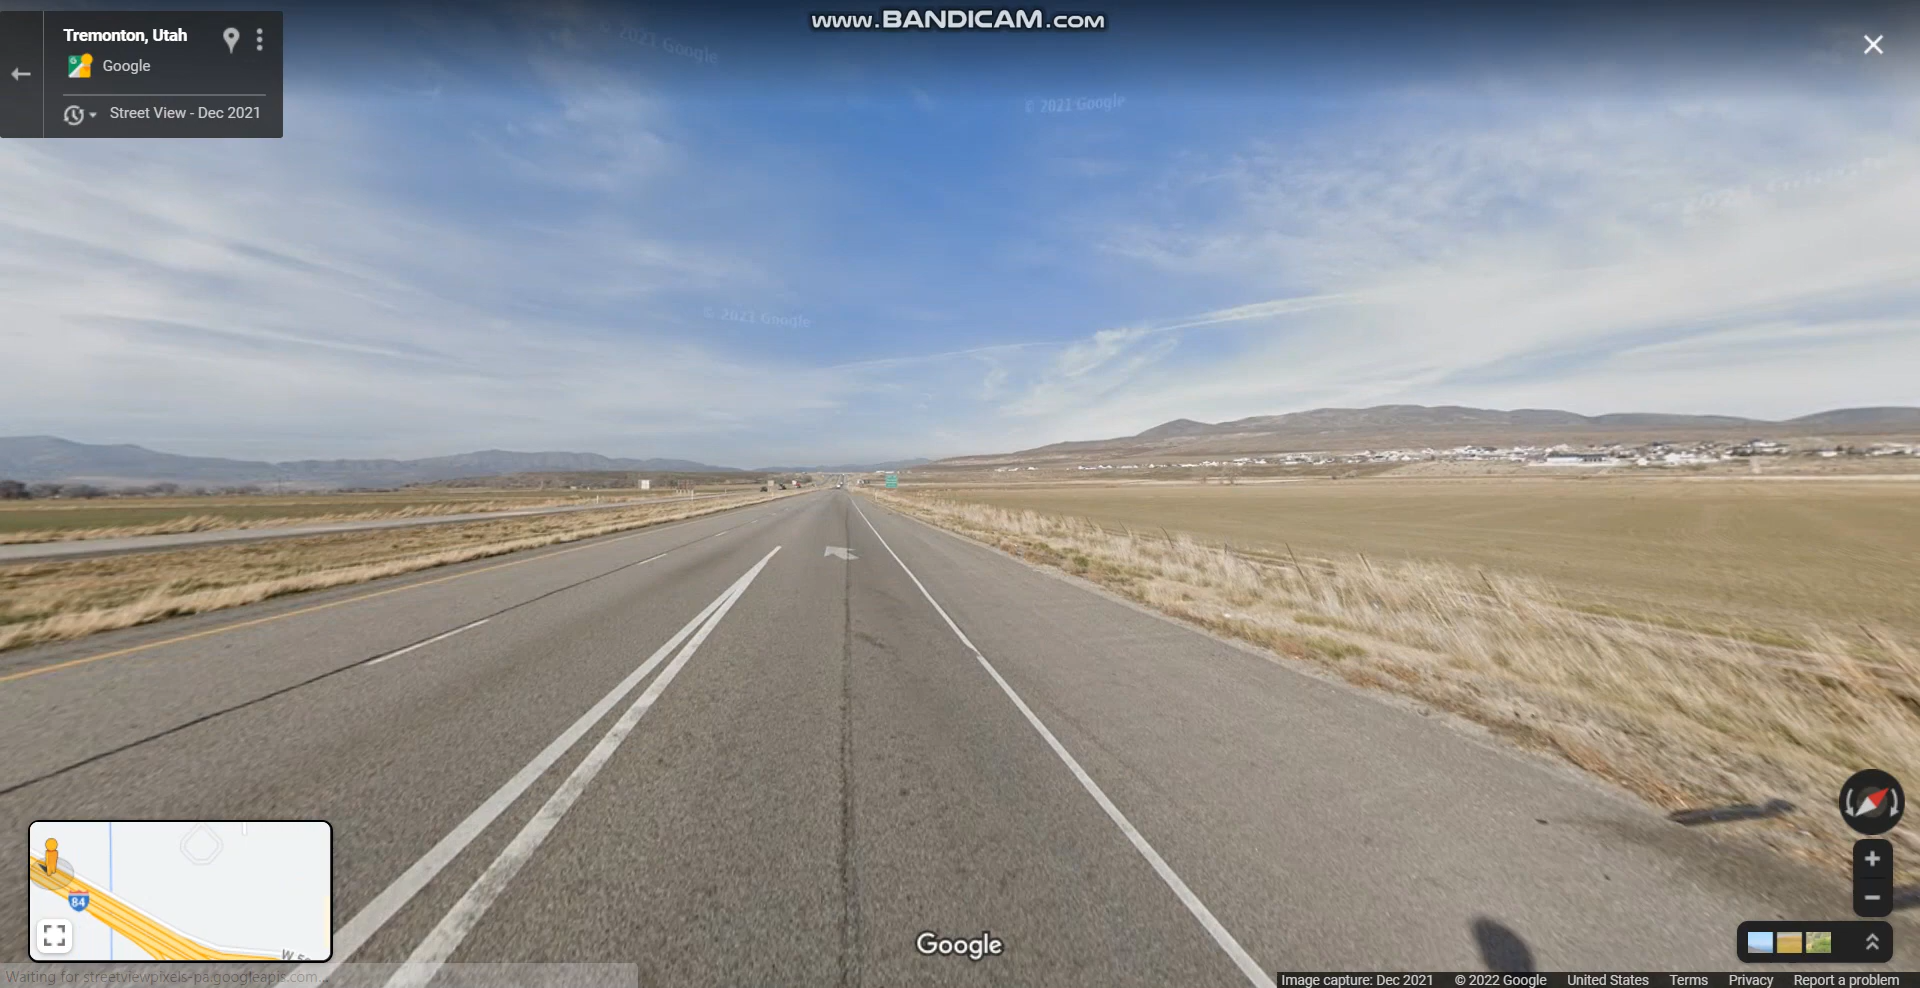 www.BANDICAM.com
Tremonton, Utah
Google
Street View - Dec 2021
© 2021 Google
© 2021 Google
© 2021 Google
84
Google
Waiting for streetviewpixels-pa.googleapis.com...
Image capture: Dec 2021 © 2022 Google United States Terms Privacy Report a problem